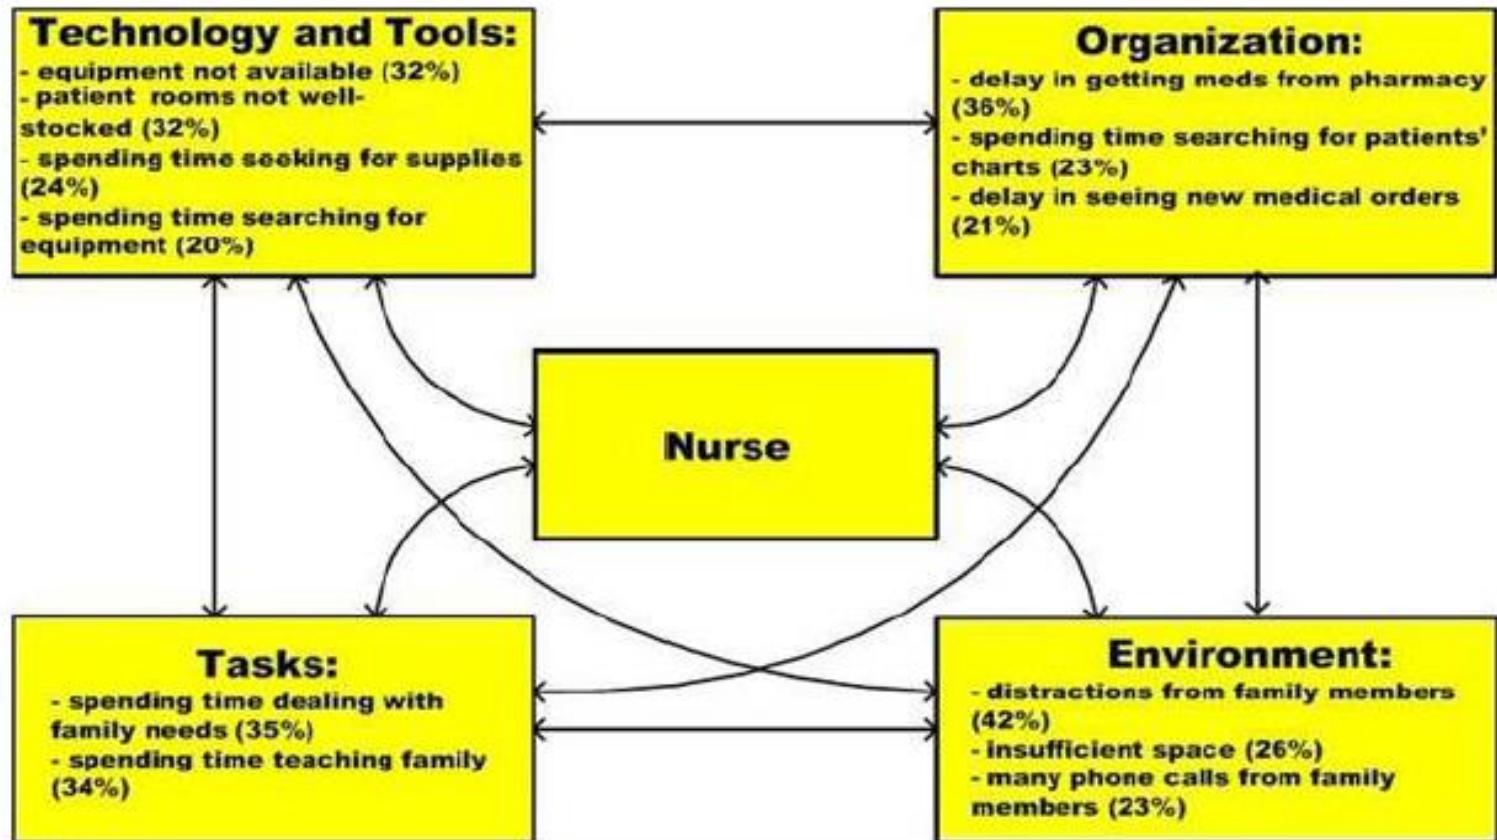 Technology and Tools:
- equipment not available (32%)
- patient rooms not well-
stocked (32%)
- spending time seeking for supplies
(24%)
- spending time searching for
equipment (20%)
Organization:
- delay in getting meds from pharmacy
(36%)
- spending time searching for patients'
charts (23%)
- delay in seeing new medical orders
(21%)
Nurse
Tasks:
- spending time dealing with
family needs (35%)
- spending time teaching family
(34%)
Environment:
- distractions from family members
(42%)
- insufficient space (26%)
- many phone calls from family
members (23%)